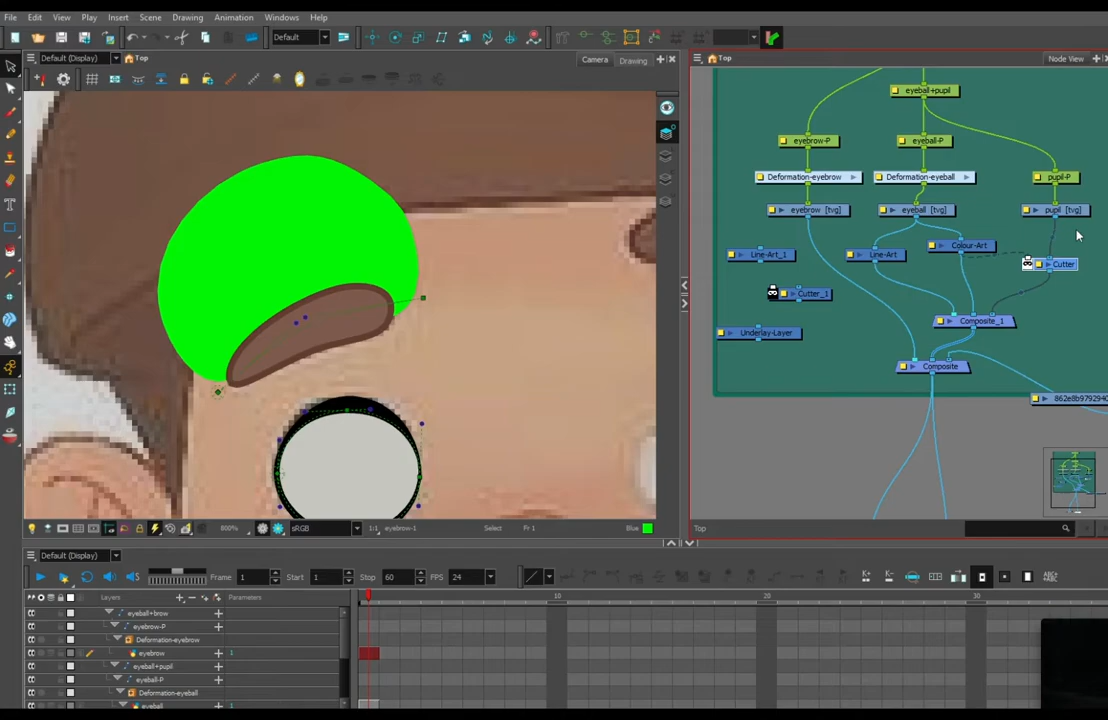 File Edit View Play Insert Scene Drawing Animation Windows Help
Default
Default (Display) Top Camera Drawing
Top Node View
eyeball+pupil
eyebrow-P eyeball-P
Deformation-eyebrow Deformation-eyeball pupil-P
eyebrow [tvg] eyeball [tvg] pupil [tvg]
Line-Art_1 Line-Art Colour-Art
Cutter
Cutter_1
Composite_1
Underlay-Layer
Composite
862e8b9792940
800% sRGB 1:1 eyebrow-1 Select Fr 1 Blue
Top
Default (Display)
Frame 1 Start 1 Stop 60 FPS 24
Layers Parameters
10 20 30
eyeball+brow
eyebrow-P
Deformation-eyebrow
eyebrow 1
eyeball+pupil
eyeball-P
Deformation-eyeball
eyeball 1